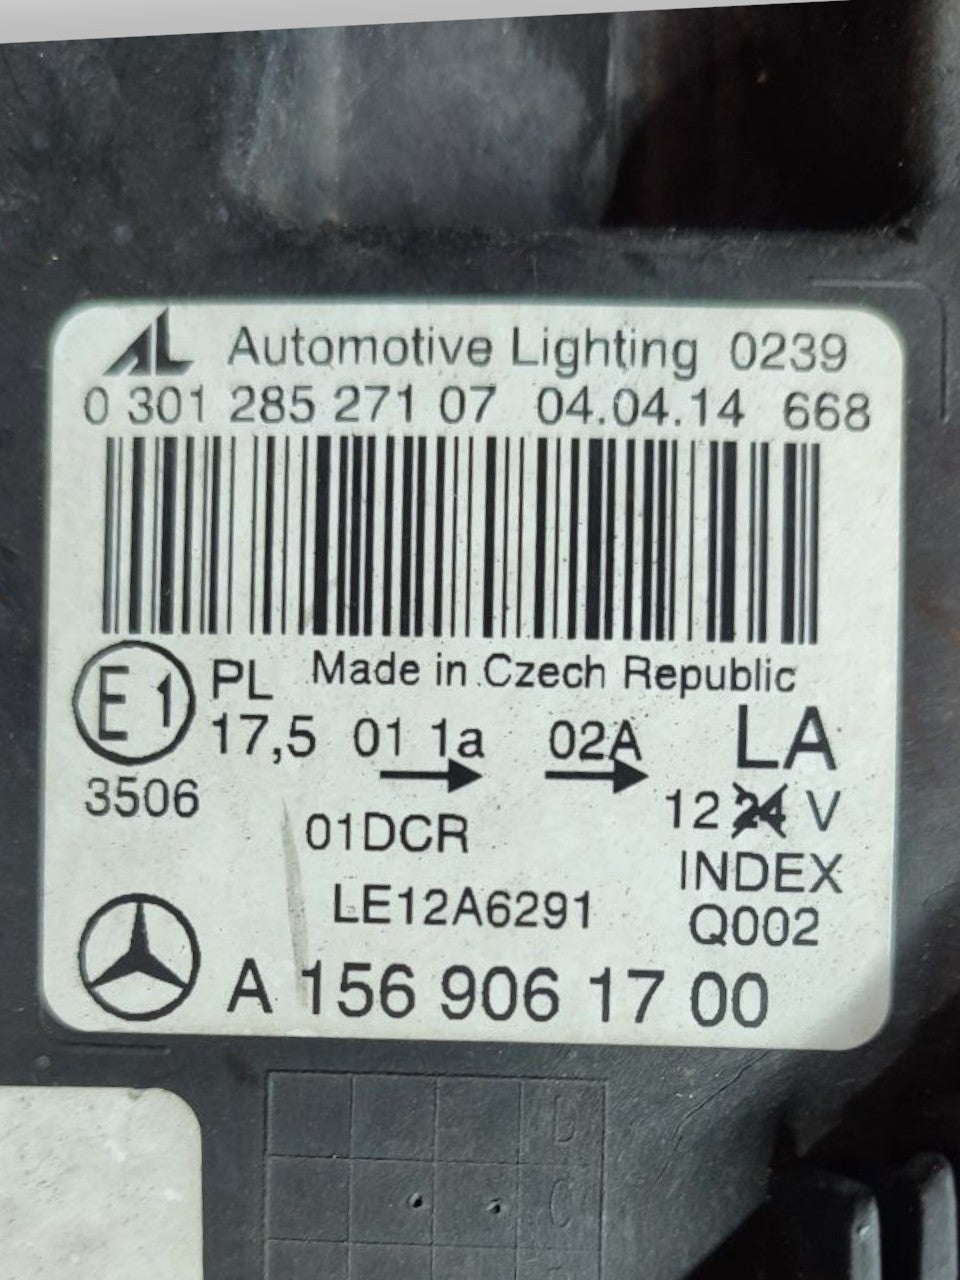 AL Automotive Lighting 0239
0 301 285 271 07 04.04.14 668
E1 PL Made in Czech Republic
17,5 01 1a 02A LA
3506 12 24 V
01DCR INDEX
LE12A6291 Q002
A 156 906 17 00
C